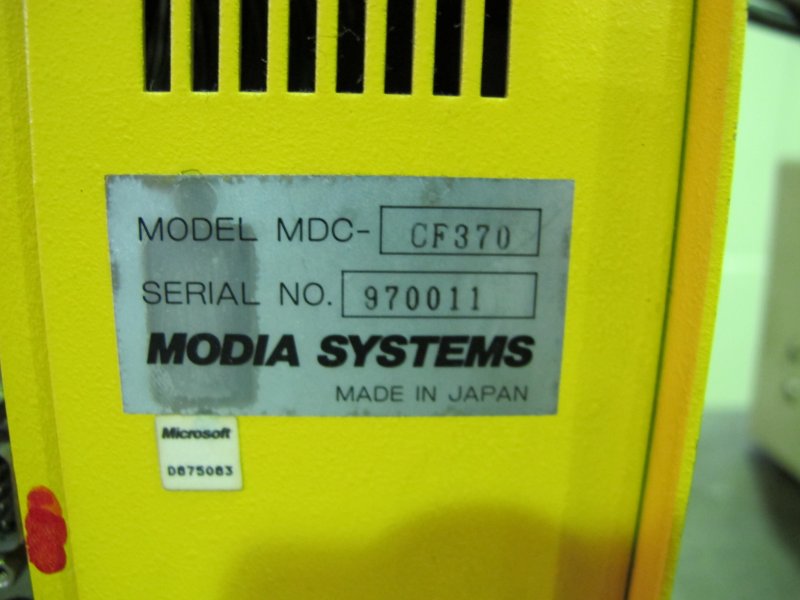 MODEL MDC- CF370
SERIAL NO. 970011
MODIA SYSTEMS
MADE IN JAPAN
Microsoft
D875083